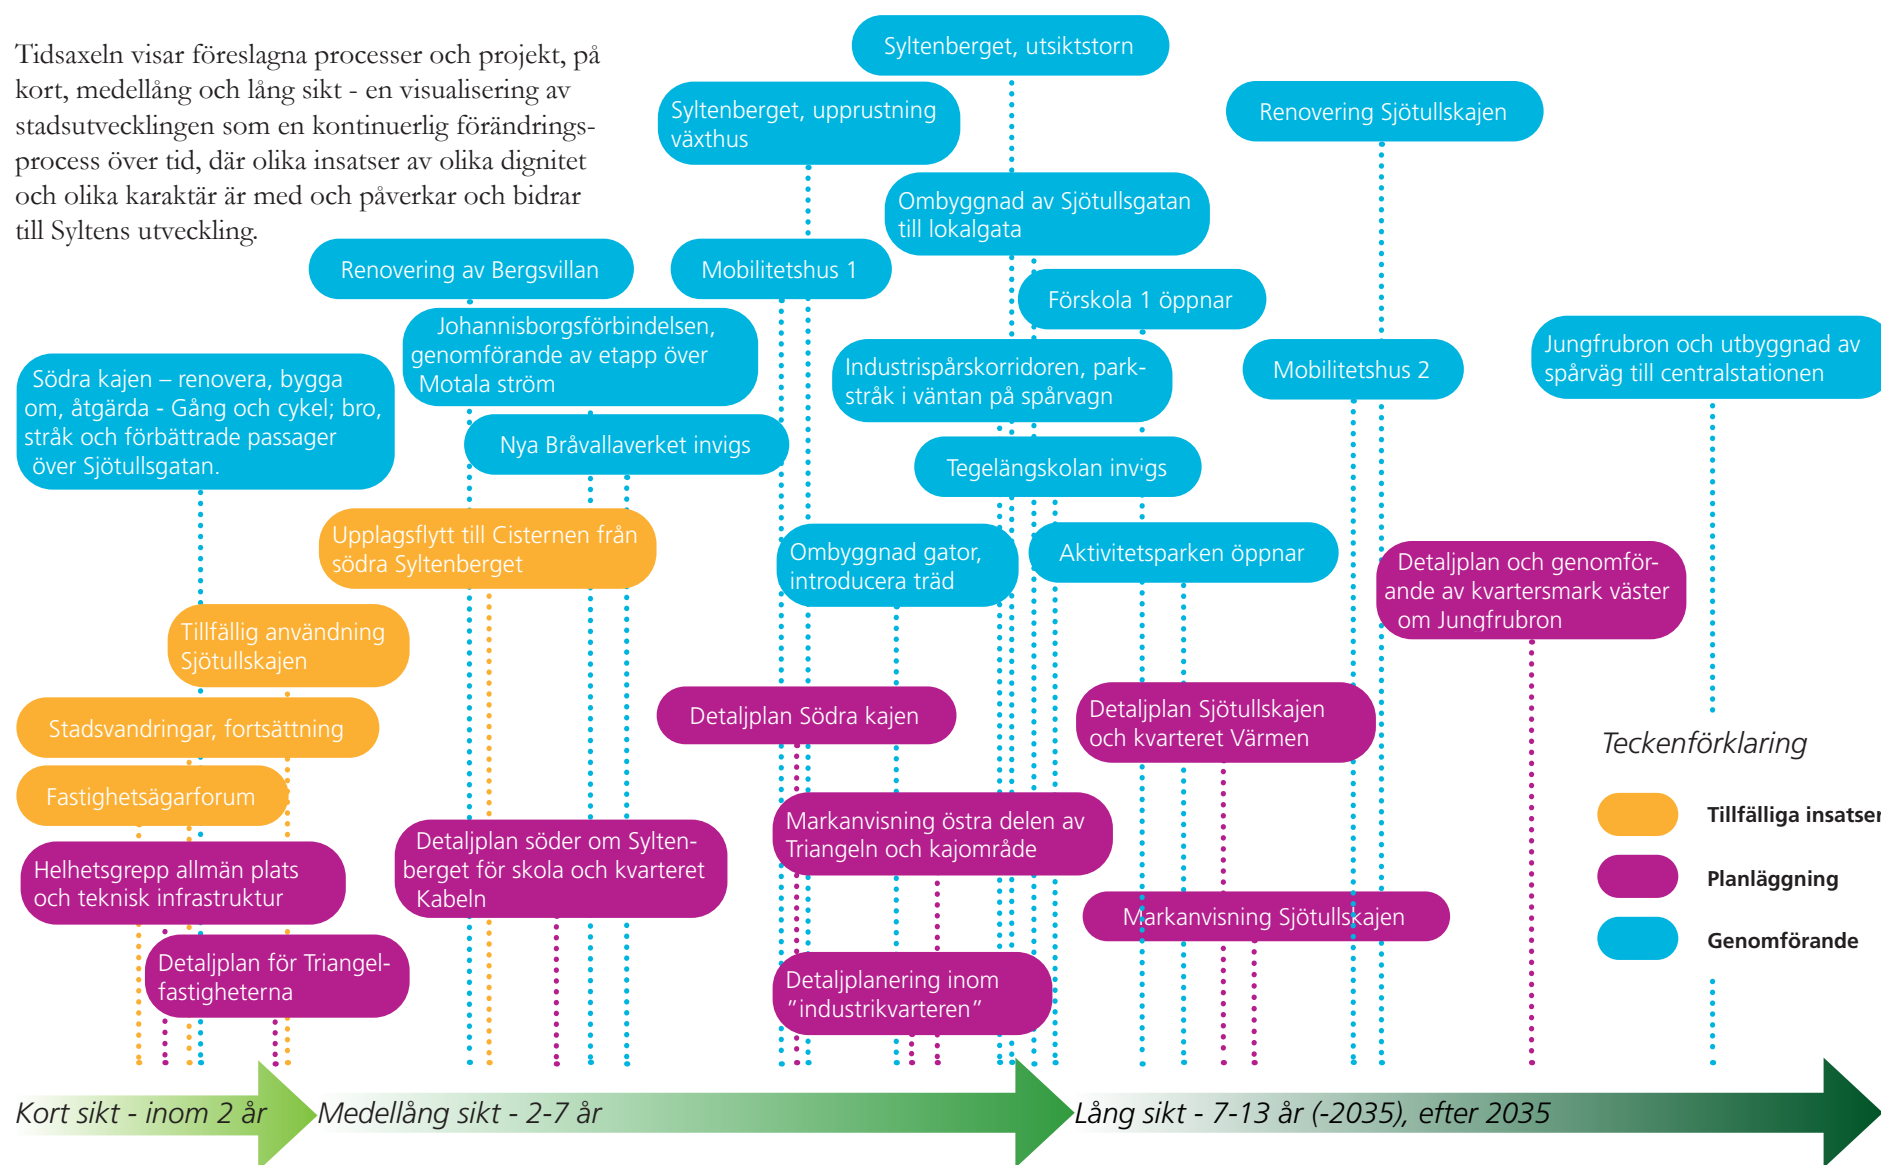 Tidsaxeln visar föreslagna processer och projekt, på
kort, medellång och lång sikt - en visualisering av
stadsutvecklingen som en kontinuerlig förändrings-
process över tid, där olika insatser av olika dignitet
och olika karaktär är med och påverkar och bidrar
till Syltens utveckling.
Syltenberget, utsiktstorn
Syltenberget, upprustning
växthus
Renovering Sjötullskajen
Ombyggnad av Sjötullsgatan
till lokalgata
Renovering av Bergsvillan
Mobilitetshus 1
Förskola 1 öppnar
Johannisborgsförbindelsen,
genomförande av etapp över
Motala ström
Södra kajen – renovera, bygga
om, åtgärda - Gång och cykel; bro,
stråk och förbättrade passager
över Sjötullsgatan.
Industrispårskorridoren, park-
stråk i väntan på spårvagn
Mobilitetshus 2
Jungfrubron och utbyggnad av
spårväg till centralstationen
Nya Bråvallaverket invigs
Tegelängskolan invigs
Upplagsflytt till Cisternen från
södra Syltenberget
Ombyggnad gator,
introducera träd
Aktivitetsparken öppnar
Detaljplan och genomför-
ande av kvartersmark väster
om Jungfrubron
Tillfällig användning
Sjötullskajen
Stadsvandringar, fortsättning
Detaljplan Södra kajen
Detaljplan Sjötullskajen
och kvarteret Värmen
Fastighetsägarforum
Helhetsgrepp allmän plats
och teknisk infrastruktur
Detaljplan söder om Sylten-
berget för skola och kvarteret
Kabeln
Markanvisning östra delen av
Triangeln och kajområde
Markanvisning Sjötullskajen
Detaljplan för Triangel-
fastigheterna
Detaljplanering inom
”industrikvarteren”
Teckenförklaring
Tillfälliga insatser
Planläggning
Genomförande
Kort sikt - inom 2 år
Medellång sikt - 2-7 år
Lång sikt - 7-13 år (-2035), efter 2035